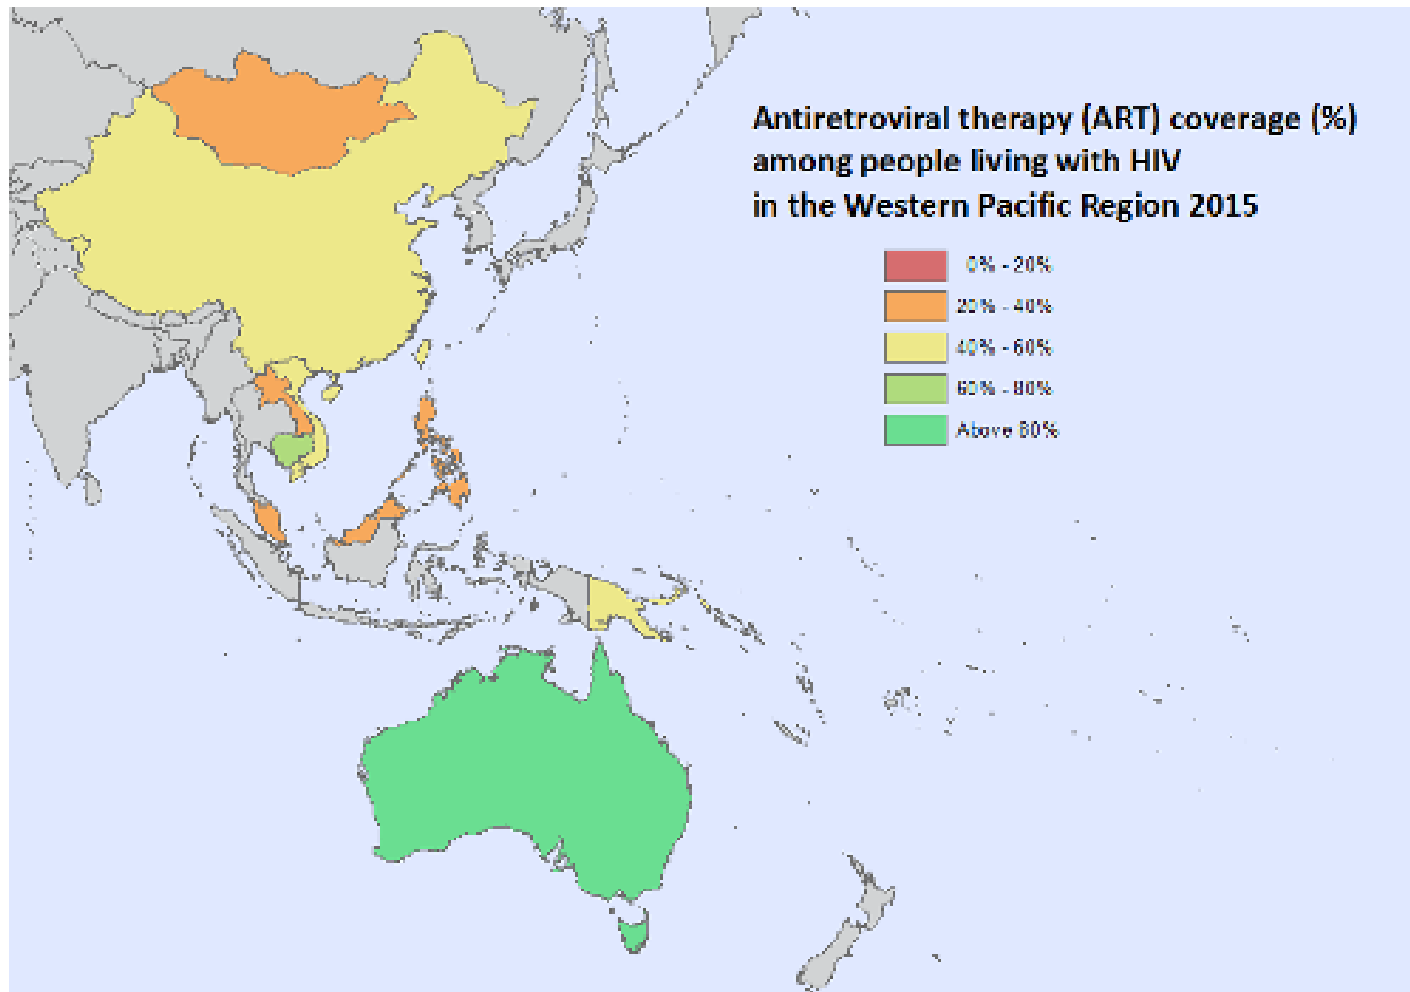 Antiretroviral therapy (ART) coverage (%)
among people living with HIV
in the Western Pacific Region 2015
0% - 20%
20% - 40%
40% - 60%
60% - 80%
Above 80%